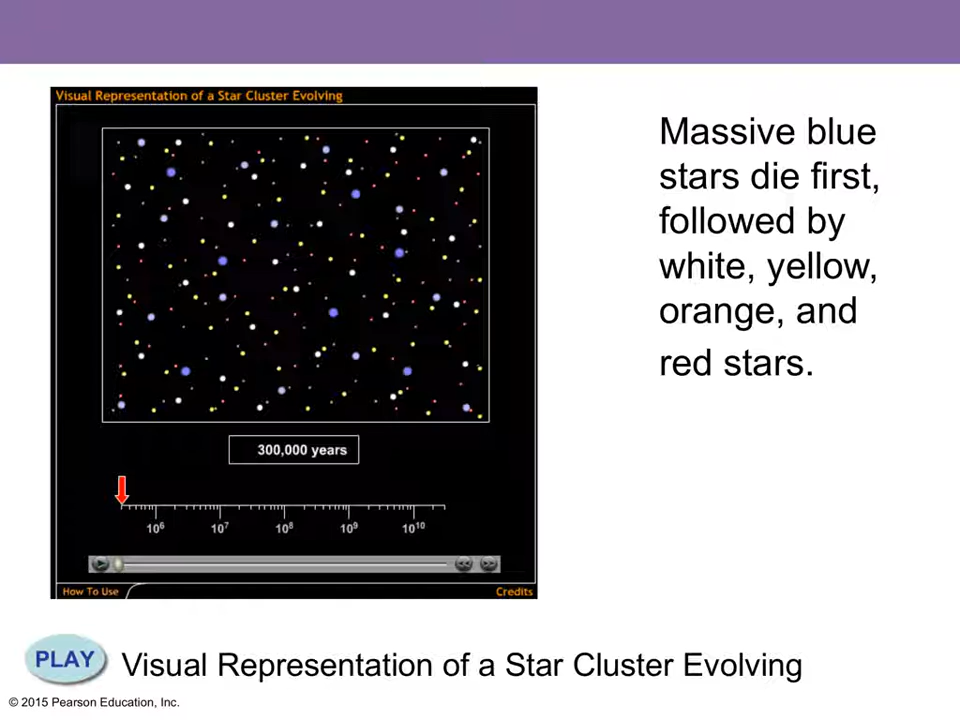 Visual Representation of a Star Cluster Evolving
300,000 years
10⁶ 10⁷ 10⁸ 10⁹ 10¹⁰
How To Use
Credits
Massive blue
stars die first,
followed by
white, yellow,
orange, and
red stars.
PLAY
Visual Representation of a Star Cluster Evolving
© 2015 Pearson Education, Inc.